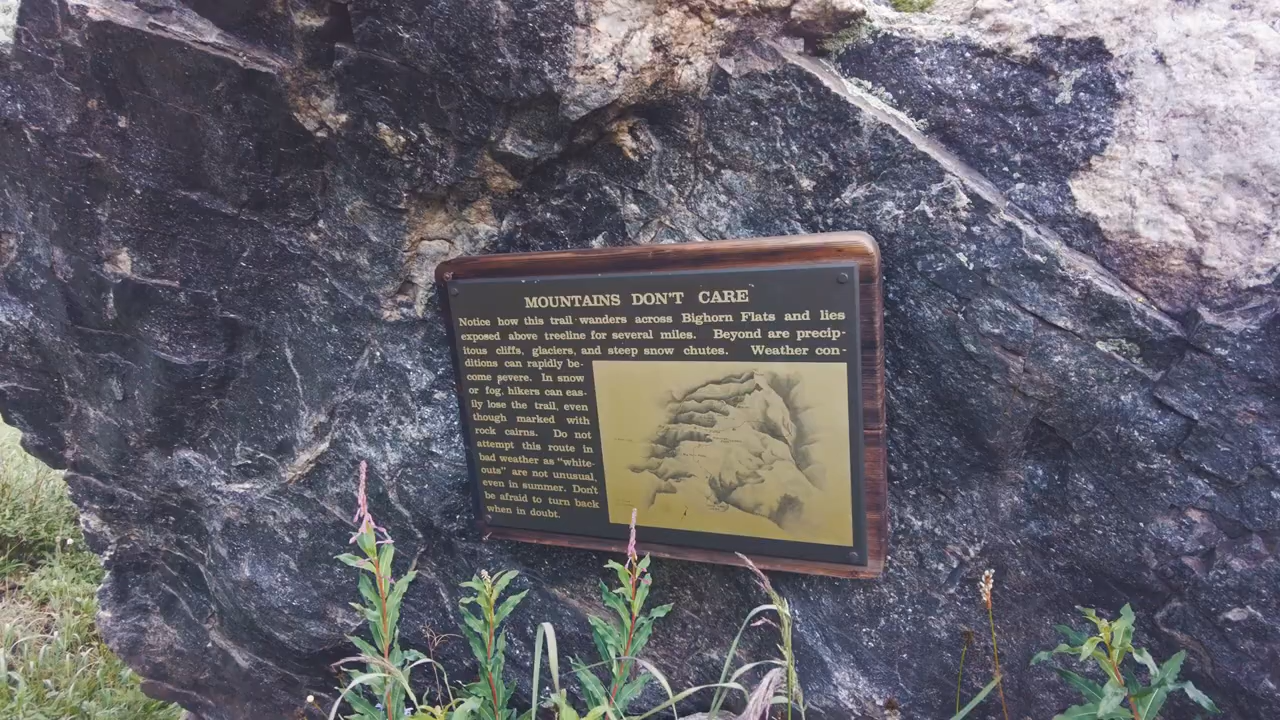 MOUNTAINS DON'T CARE
Notice how this trail wanders across Bighorn Flats and lies
exposed above treeline for several miles. Beyond are precip-
itous cliffs, glaciers, and steep snow chutes. Weather con-
ditions can rapidly be-
come severe. In snow
or fog, hikers can eas-
ily lose the trail, even
though marked with
rock cairns. Do not
attempt this route in
bad weather as "white-
outs" are not unusual,
even in summer. Don't
be afraid to turn back
when in doubt.